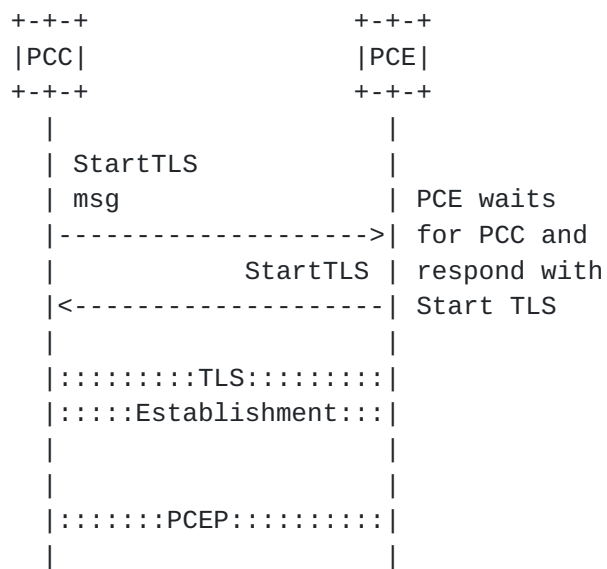 +-+-+                 +-+-+
|PCC|                 |PCE|
+-+-+                 +-+-+
  |                     |
  | StartTLS            |
  | msg                 | PCE waits
  |-------------------->| for PCC and
  |            StartTLS | respond with
  |<--------------------| Start TLS
  |                     |
  |:::::::::TLS:::::::::|
  |:::::Establishment:::|
  |                     |
  |                     |
  |:::::::PCEP::::::::::|
  |                     |